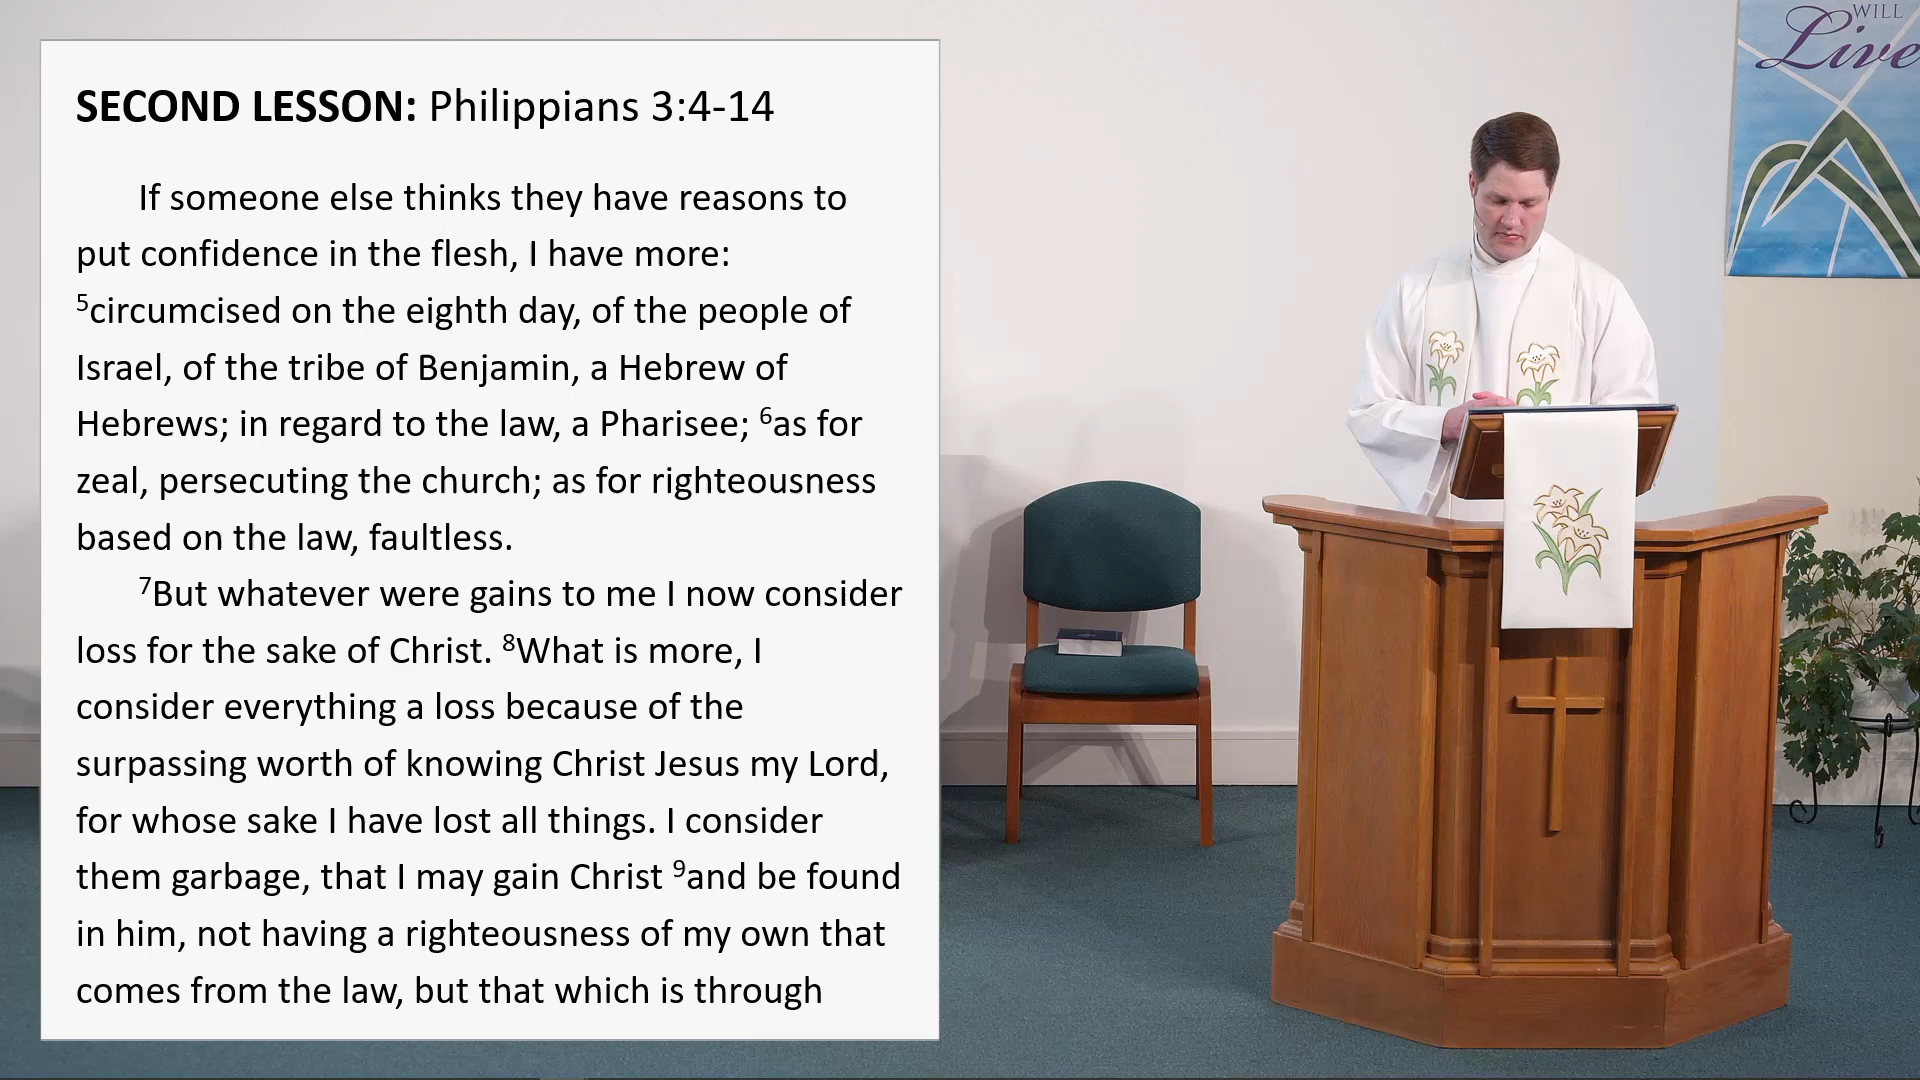 SECOND LESSON: Philippians 3:4-14
If someone else thinks they have reasons to
put confidence in the flesh, I have more:
⁵circumcised on the eighth day, of the people of
Israel, of the tribe of Benjamin, a Hebrew of
Hebrews; in regard to the law, a Pharisee; ⁶as for
zeal, persecuting the church; as for righteousness
based on the law, faultless.
⁷But whatever were gains to me I now consider
loss for the sake of Christ. ⁸What is more, I
consider everything a loss because of the
surpassing worth of knowing Christ Jesus my Lord,
for whose sake I have lost all things. I consider
them garbage, that I may gain Christ ⁹and be found
in him, not having a righteousness of my own that
comes from the law, but that which is through
WILL
Live